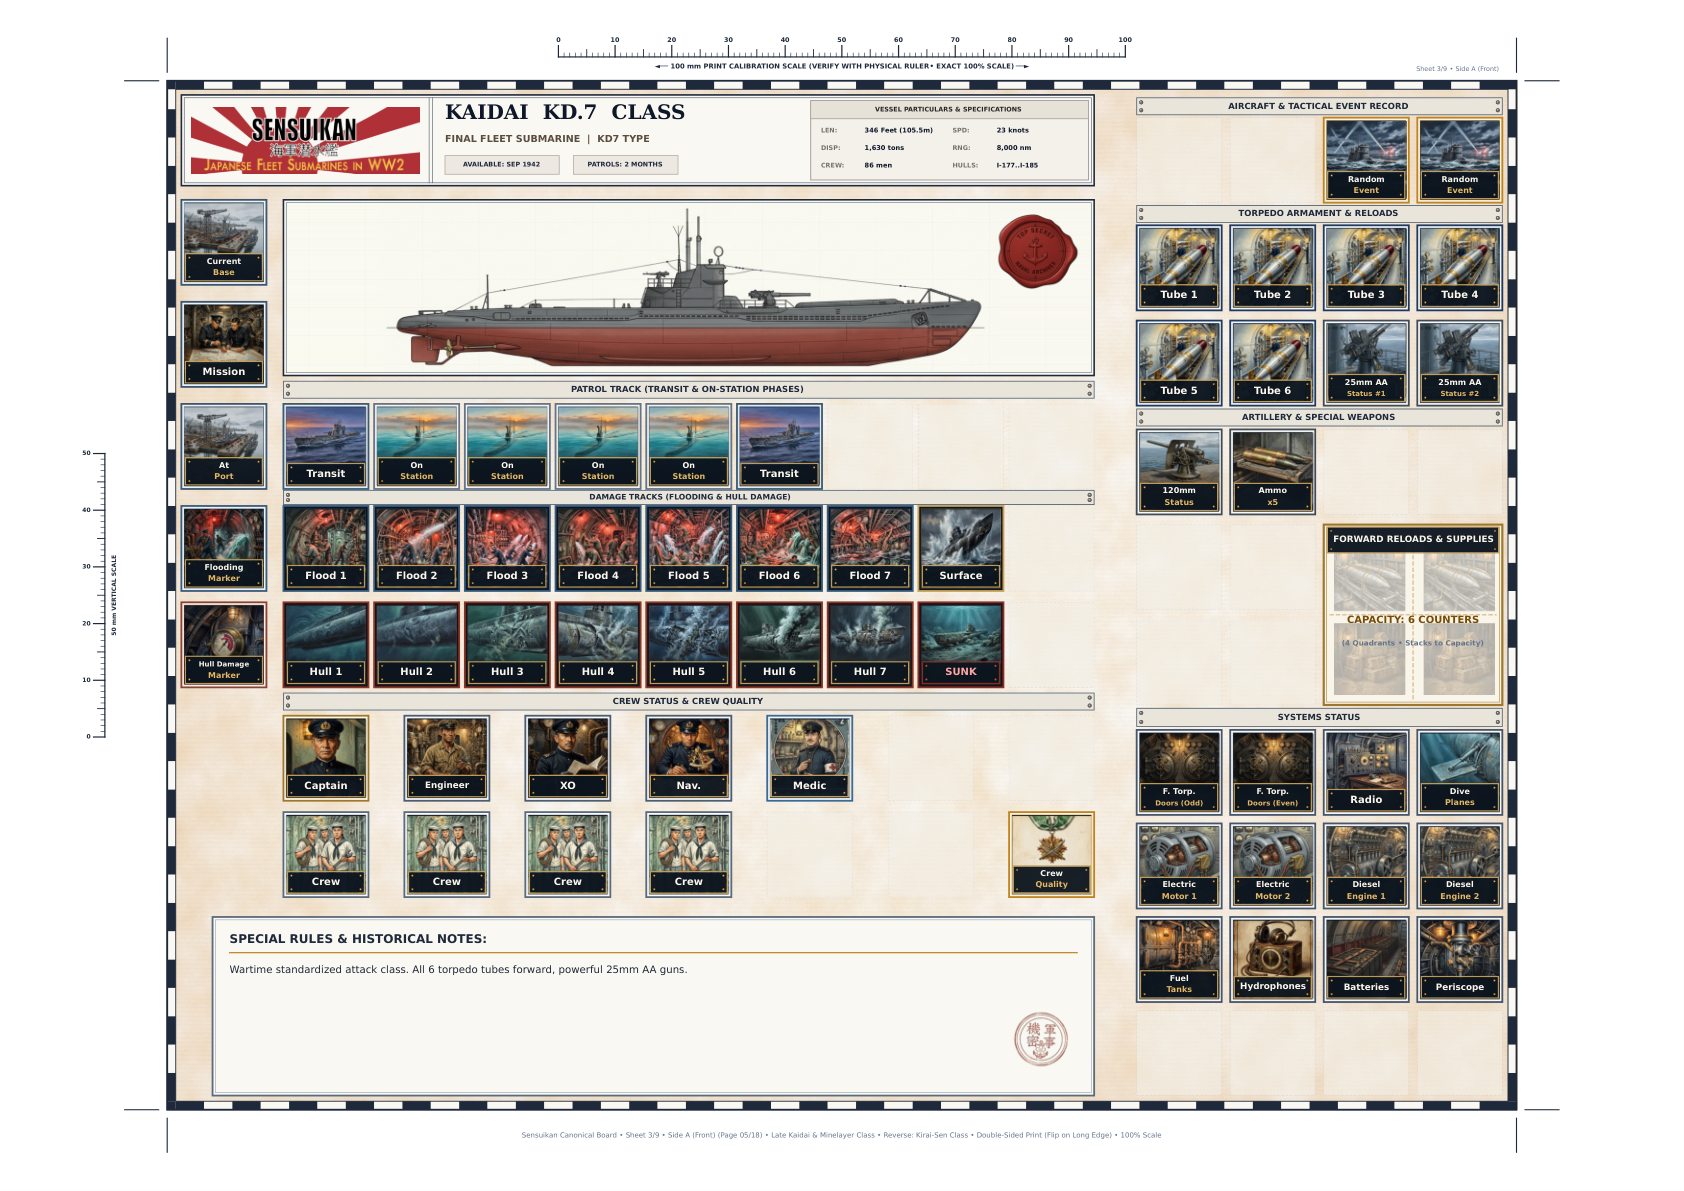 0 10 20 30 40 50 60 70 80 90 100
100 mm PRINT CALIBRATION SCALE (VERIFY WITH PHYSICAL RULER• EXACT 100% SCALE)
Sheet 3/9 • Side A (Front)
SENSUIKAN
海軍潜水艦
JAPANESE FLEET SUBMARINES IN WW2
KAIDAI KD.7 CLASS
FINAL FLEET SUBMARINE | KD7 TYPE
AVAILABLE: SEP 1942
PATROLS: 2 MONTHS
VESSEL PARTICULARS & SPECIFICATIONS
LEN: 346 Feet (105.5m) SPD: 23 knots
DISP: 1,630 tons RNG: 8,000 nm
CREW: 86 men HULLS: I-177..I-185
AIRCRAFT & TACTICAL EVENT RECORD
Random
Event
Random
Event
Current
Base
Mission
TOP SECRET
NAVAL ARCHIVES
TORPEDO ARMAMENT & RELOADS
Tube 1
Tube 2
Tube 3
Tube 4
Tube 5
Tube 6
25mm AA
Status #1
25mm AA
Status #2
PATROL TRACK (TRANSIT & ON-STATION PHASES)
At
Port
Transit
On
Station
On
Station
On
Station
On
Station
Transit
ARTILLERY & SPECIAL WEAPONS
120mm
Status
Ammo
x5
DAMAGE TRACKS (FLOODING & HULL DAMAGE)
Flooding
Marker
Flood 1
Flood 2
Flood 3
Flood 4
Flood 5
Flood 6
Flood 7
Surface
Hull Damage
Marker
Hull 1
Hull 2
Hull 3
Hull 4
Hull 5
Hull 6
Hull 7
SUNK
FORWARD RELOADS & SUPPLIES
CAPACITY: 6 COUNTERS
(4 Quadrants • Stacks to Capacity)
50
40
30
20
10
0
50 mm VERTICAL SCALE
CREW STATUS & CREW QUALITY
Captain
Engineer
XO
Nav.
Medic
Crew
Crew
Crew
Crew
Crew
Quality
SYSTEMS STATUS
F. Torp.
Doors (Odd)
F. Torp.
Doors (Even)
Radio
Dive
Planes
Electric
Motor 1
Electric
Motor 2
Diesel
Engine 1
Diesel
Engine 2
Fuel
Tanks
Hydrophones
Batteries
Periscope
SPECIAL RULES & HISTORICAL NOTES:
Wartime standardized attack class. All 6 torpedo tubes forward, powerful 25mm AA guns.
軍事
機密
Sensuikan Canonical Board • Sheet 3/9 • Side A (Front) (Page 05/18) • Late Kaidai & Minelayer Class • Reverse: Kirai-Sen Class • Double-Sided Print (Flip on Long Edge) • 100% Scale